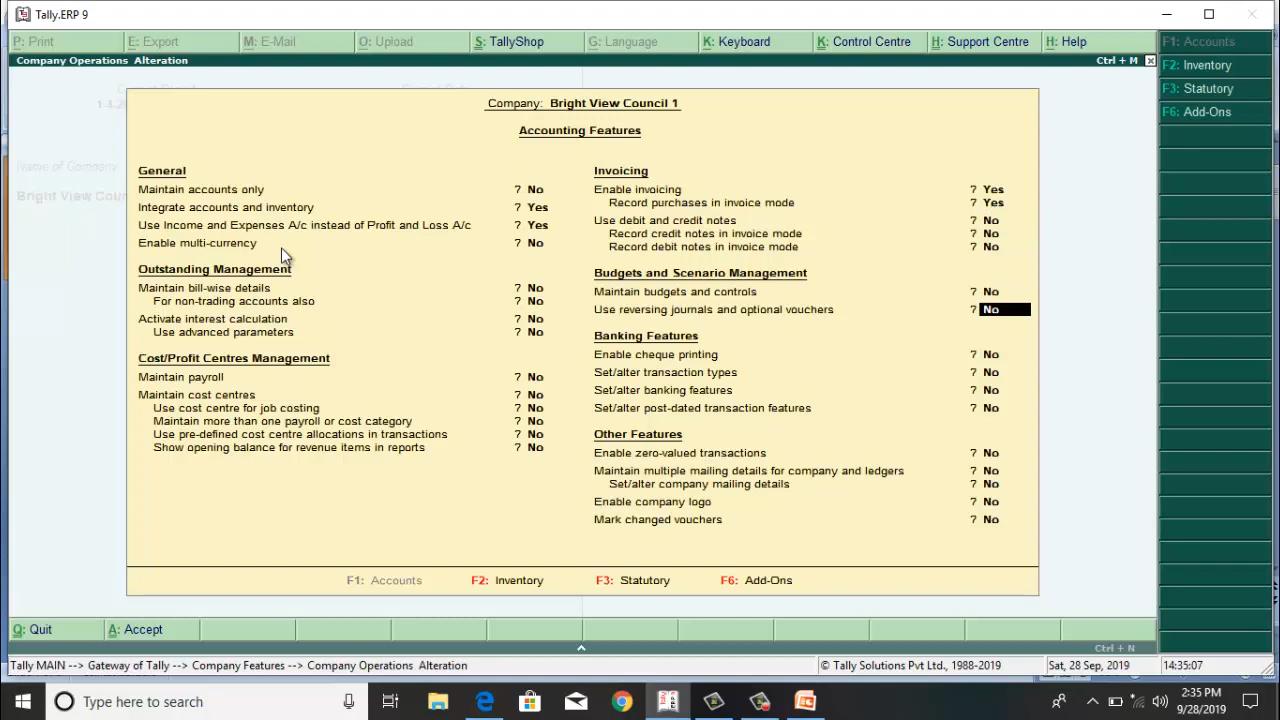 Tally.ERP 9
P: Print
E: Export
M: E-Mail
O: Upload
S: TallyShop
G: Language
K: Keyboard
K: Control Centre
H: Support Centre
H: Help
F1: Accounts
F2: Inventory
F3: Statutory
F6: Add-Ons
Company Operations Alteration
Ctrl + M
Company: Bright View Council 1
Accounting Features
General
Maintain accounts only ? No
Integrate accounts and inventory ? Yes
Use Income and Expenses A/c instead of Profit and Loss A/c ? Yes
Enable multi-currency ? No
Outstanding Management
Maintain bill-wise details ? No
For non-trading accounts also ? No
Activate interest calculation ? No
Use advanced parameters ? No
Cost/Profit Centres Management
Maintain payroll ? No
Maintain cost centres ? No
Use cost centre for job costing ? No
Maintain more than one payroll or cost category ? No
Use pre-defined cost centre allocations in transactions ? No
Show opening balance for revenue items in reports ? No
Invoicing
Enable invoicing ? Yes
Record purchases in invoice mode ? Yes
Use debit and credit notes ? No
Record credit notes in invoice mode ? No
Record debit notes in invoice mode ? No
Budgets and Scenario Management
Maintain budgets and controls ? No
Use reversing journals and optional vouchers ? No
Banking Features
Enable cheque printing ? No
Set/alter transaction types ? No
Set/alter banking features ? No
Set/alter post-dated transaction features ? No
Other Features
Enable zero-valued transactions ? No
Maintain multiple mailing details for company and ledgers ? No
Set/alter company mailing details ? No
Enable company logo ? No
Mark changed vouchers ? No
F1: Accounts F2: Inventory F3: Statutory F6: Add-Ons
Name of Company
Bright View Coun
Q: Quit
A: Accept
Ctrl + N
Tally MAIN --> Gateway of Tally --> Company Features --> Company Operations Alteration
© Tally Solutions Pvt Ltd., 1988-2019
Sat, 28 Sep, 2019
14:35:07
Type here to search
2:35 PM
9/28/2019